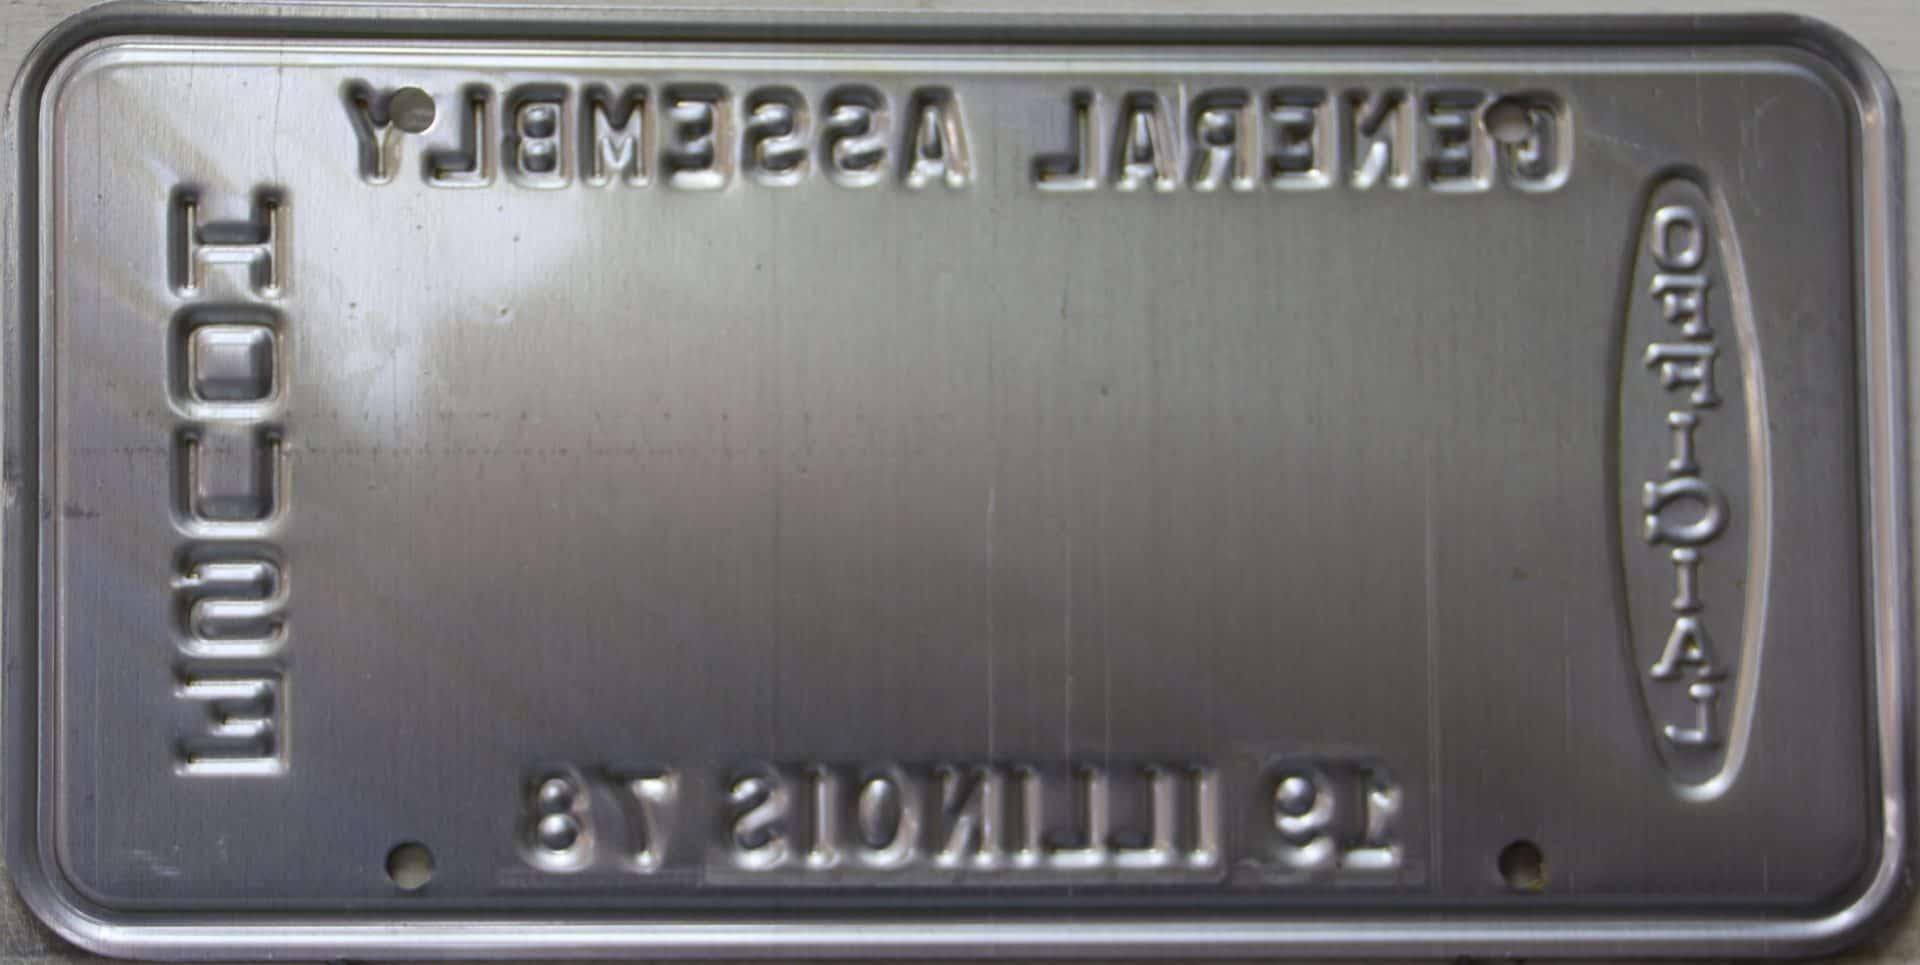 GENERAL ASSEMBLY
OFFICIAL
HOUSE
19 ILLINOIS 78